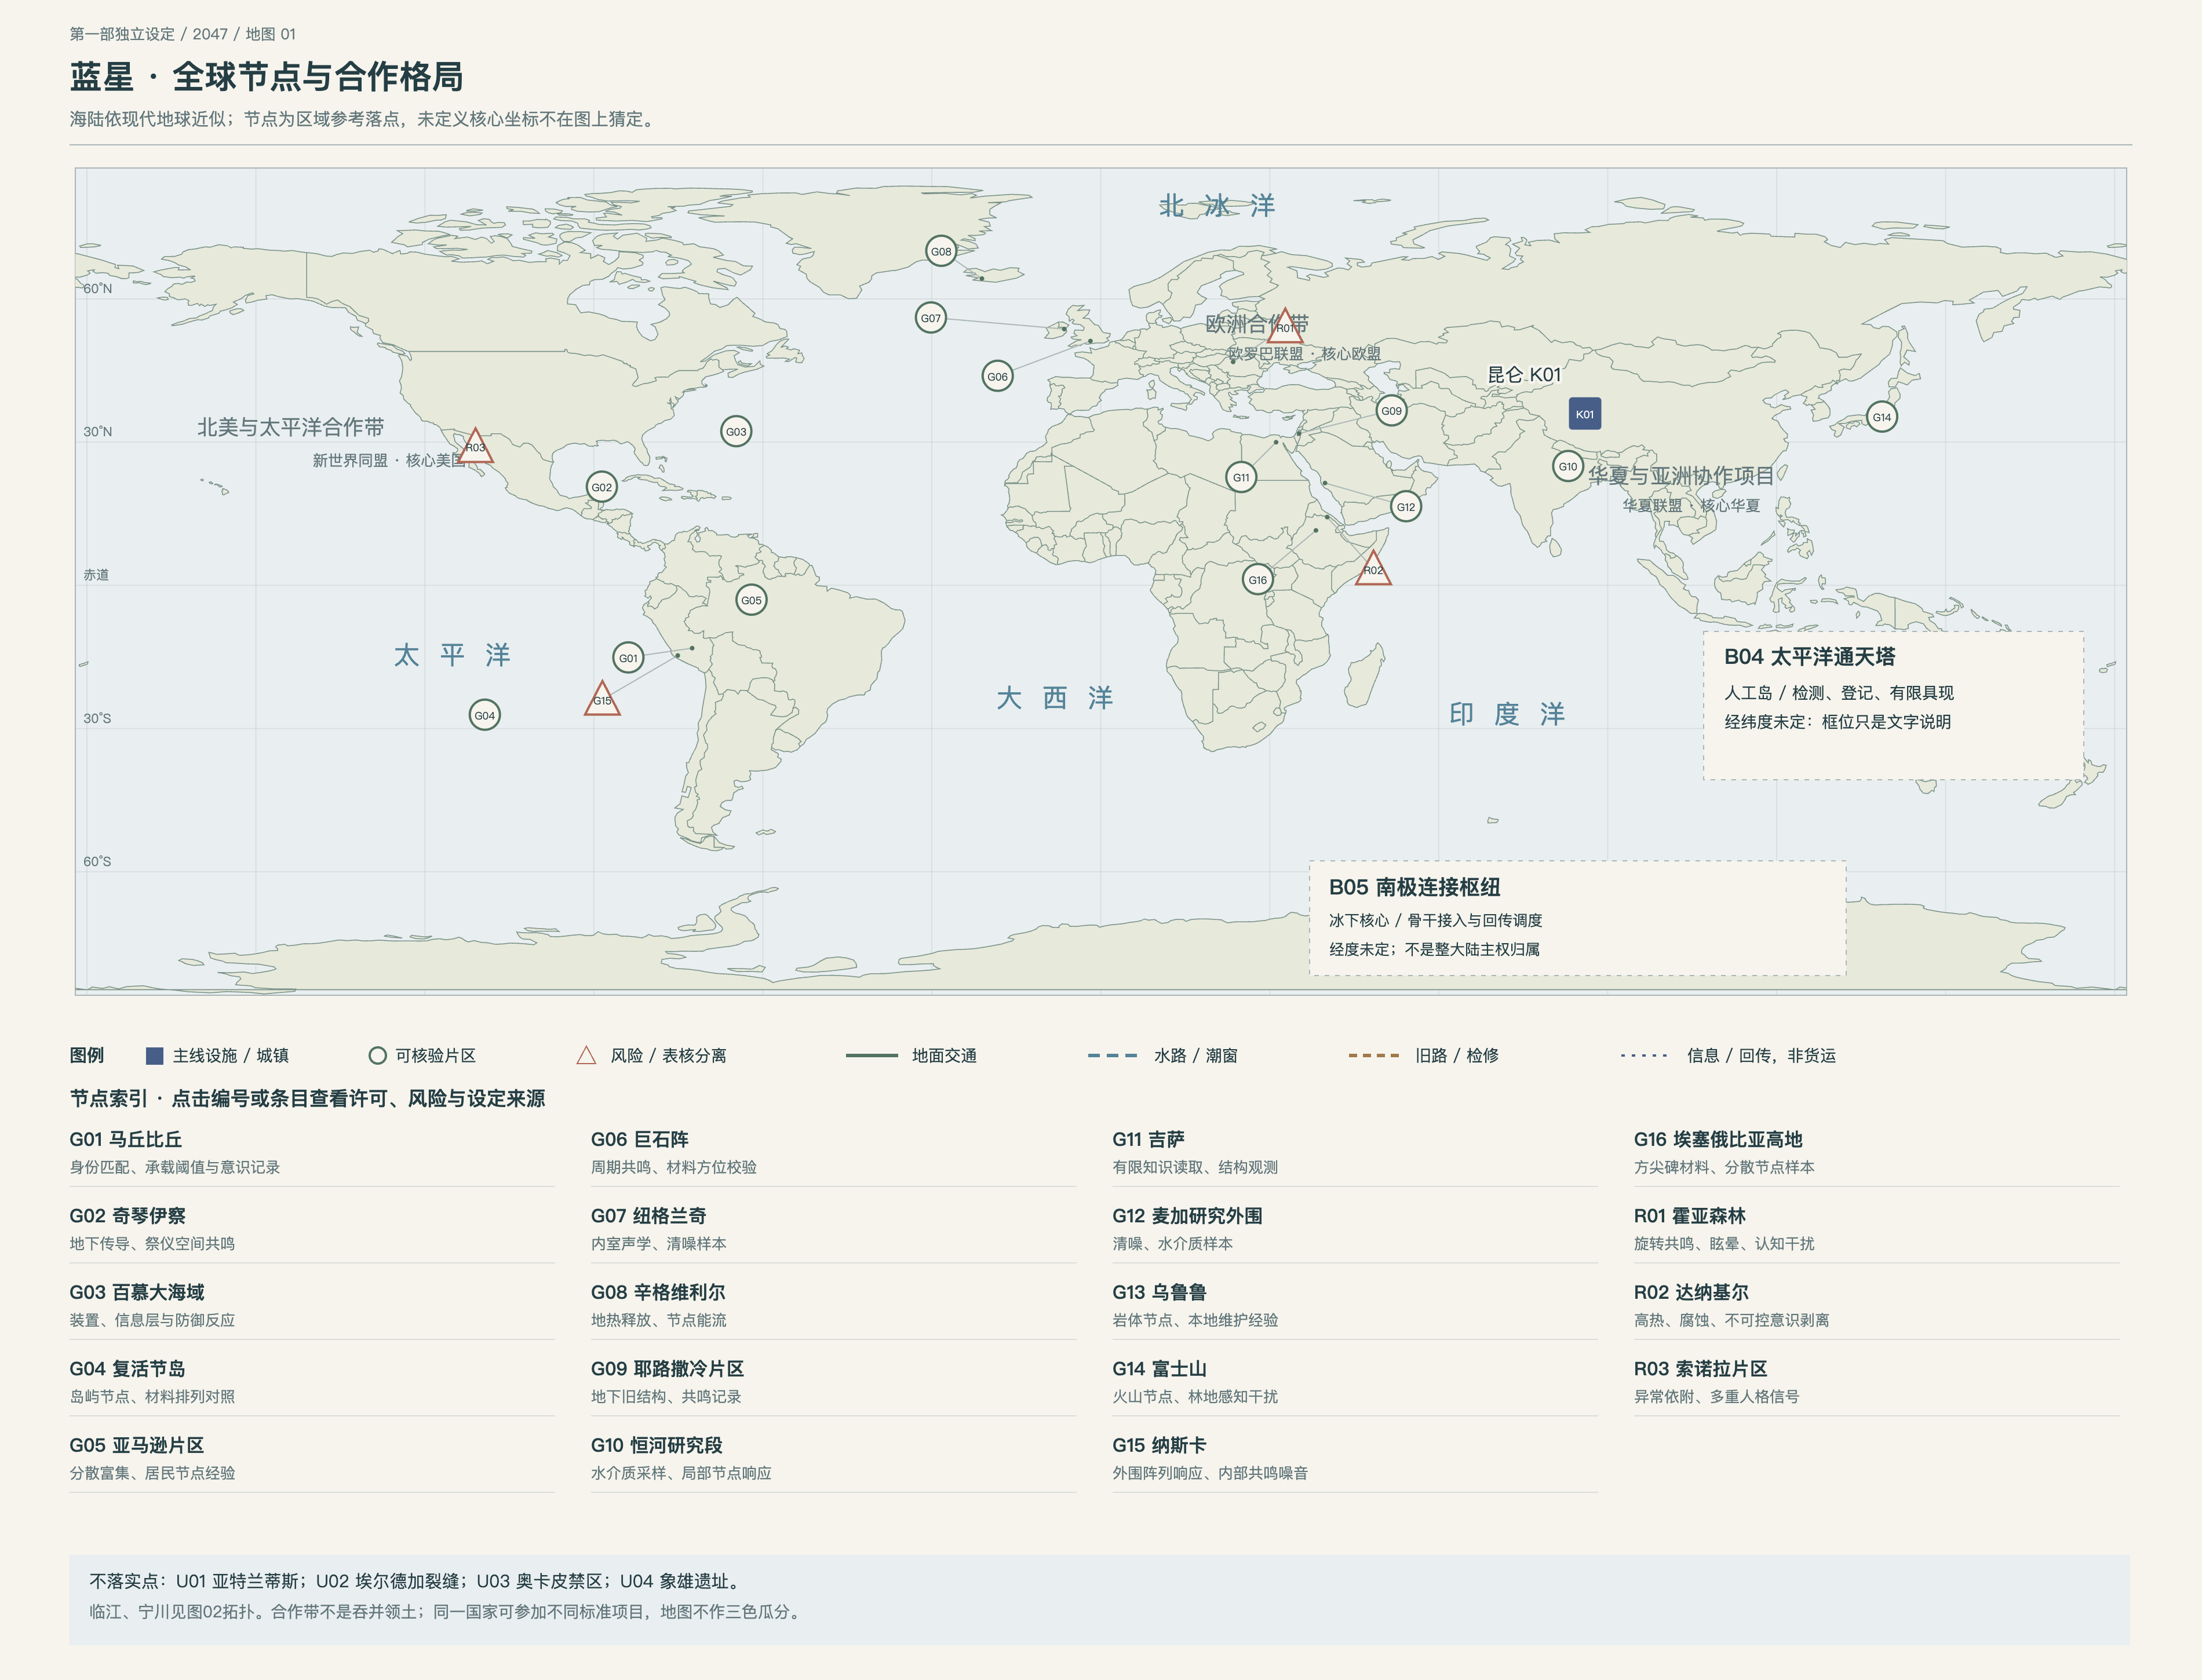 第一部独立设定 / 2047 / 地图 01
蓝星 · 全球节点与合作格局
海陆依现代地球近似；节点为区域参考落点，未定义核心坐标不在图上猜定。
北 冰 洋
G08
60°N
G07
欧洲合作带
R01
欧罗巴联盟 · 核心欧盟
G06
昆仑 K01
K01
G09
G14
30°N
北美与太平洋合作带
G03
R03
新世界同盟 · 核心美国
G10
华夏与亚洲协作项目
G11
G02
华夏联盟 · 核心华夏
G12
赤道
R02
G16
G05
太 平 洋
G01
B04 太平洋通天塔
人工岛 / 检测、登记、有限具现
经纬度未定：框位只是文字说明
G15
大 西 洋
印 度 洋
G04
30°S
60°S
B05 南极连接枢纽
冰下核心 / 骨干接入与回传调度
经度未定；不是整大陆主权归属
图例 主线设施 / 城镇 可核验片区 风险 / 表核分离 地面交通 水路 / 潮窗 旧路 / 检修 信息 / 回传，非货运
节点索引 · 点击编号或条目查看许可、风险与设定来源
G01 马丘比丘
身份匹配、承载阈值与意识记录
G02 奇琴伊察
地下传导、祭仪空间共鸣
G03 百慕大海域
装置、信息层与防御反应
G04 复活节岛
岛屿节点、材料排列对照
G05 亚马逊片区
分散富集、居民节点经验
G06 巨石阵
周期共鸣、材料方位校验
G07 纽格兰奇
内室声学、清噪样本
G08 辛格维利尔
地热释放、节点能流
G09 耶路撒冷片区
地下旧结构、共鸣记录
G10 恒河研究段
水介质采样、局部节点响应
G11 吉萨
有限知识读取、结构观测
G12 麦加研究外围
清噪、水介质样本
G13 乌鲁鲁
岩体节点、本地维护经验
G14 富士山
火山节点、林地感知干扰
G15 纳斯卡
外围阵列响应、内部共鸣噪音
G16 埃塞俄比亚高地
方尖碑材料、分散节点样本
R01 霍亚森林
旋转共鸣、眩晕、认知干扰
R02 达纳基尔
高热、腐蚀、不可控意识剥离
R03 索诺拉片区
异常依附、多重人格信号
不落实点：U01 亚特兰蒂斯；U02 埃尔德加裂缝；U03 奥卡皮禁区；U04 象雄遗址。
临江、宁川见图02拓扑。合作带不是吞并领土；同一国家可参加不同标准项目，地图不作三色瓜分。